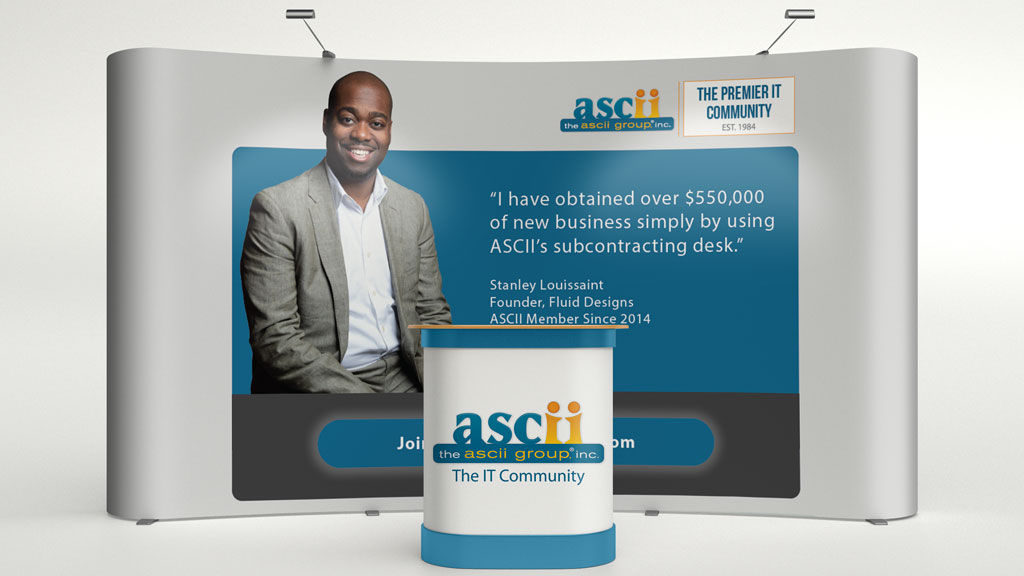 ascii
the ascii group, inc.
THE PREMIER IT
COMMUNITY
EST. 1984
“I have obtained over $550,000
of new business simply by using
ASCII’s subcontracting desk.”
Stanley Louissaint
Founder, Fluid Designs
ASCII Member Since 2014
ascii
the ascii group®, inc.
The IT Community